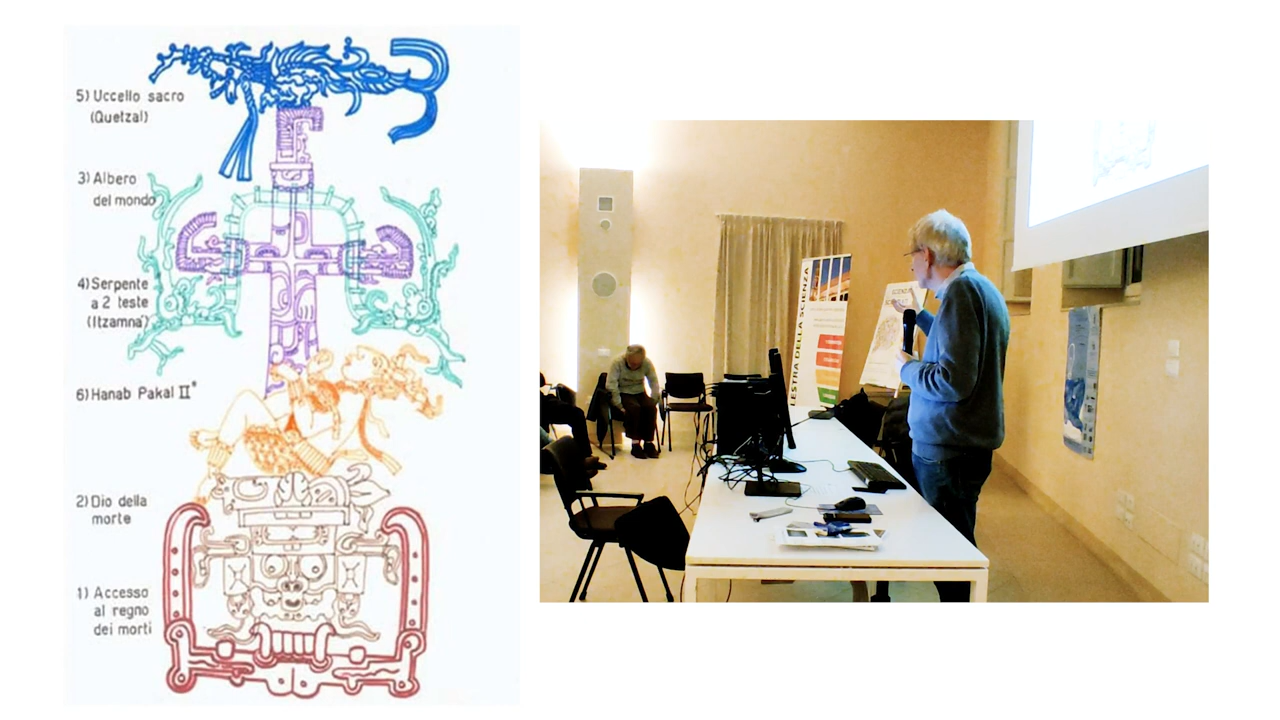 5) Uccello sacro
(Quetzal)
3) Albero
del mondo
4) Serpente
a 2 teste
(Itzamna')
6) Hanab Pakal II°
2) Dio della
morte
1) Accesso
al regno
dei morti
LESTRA DELLA SCIENZA